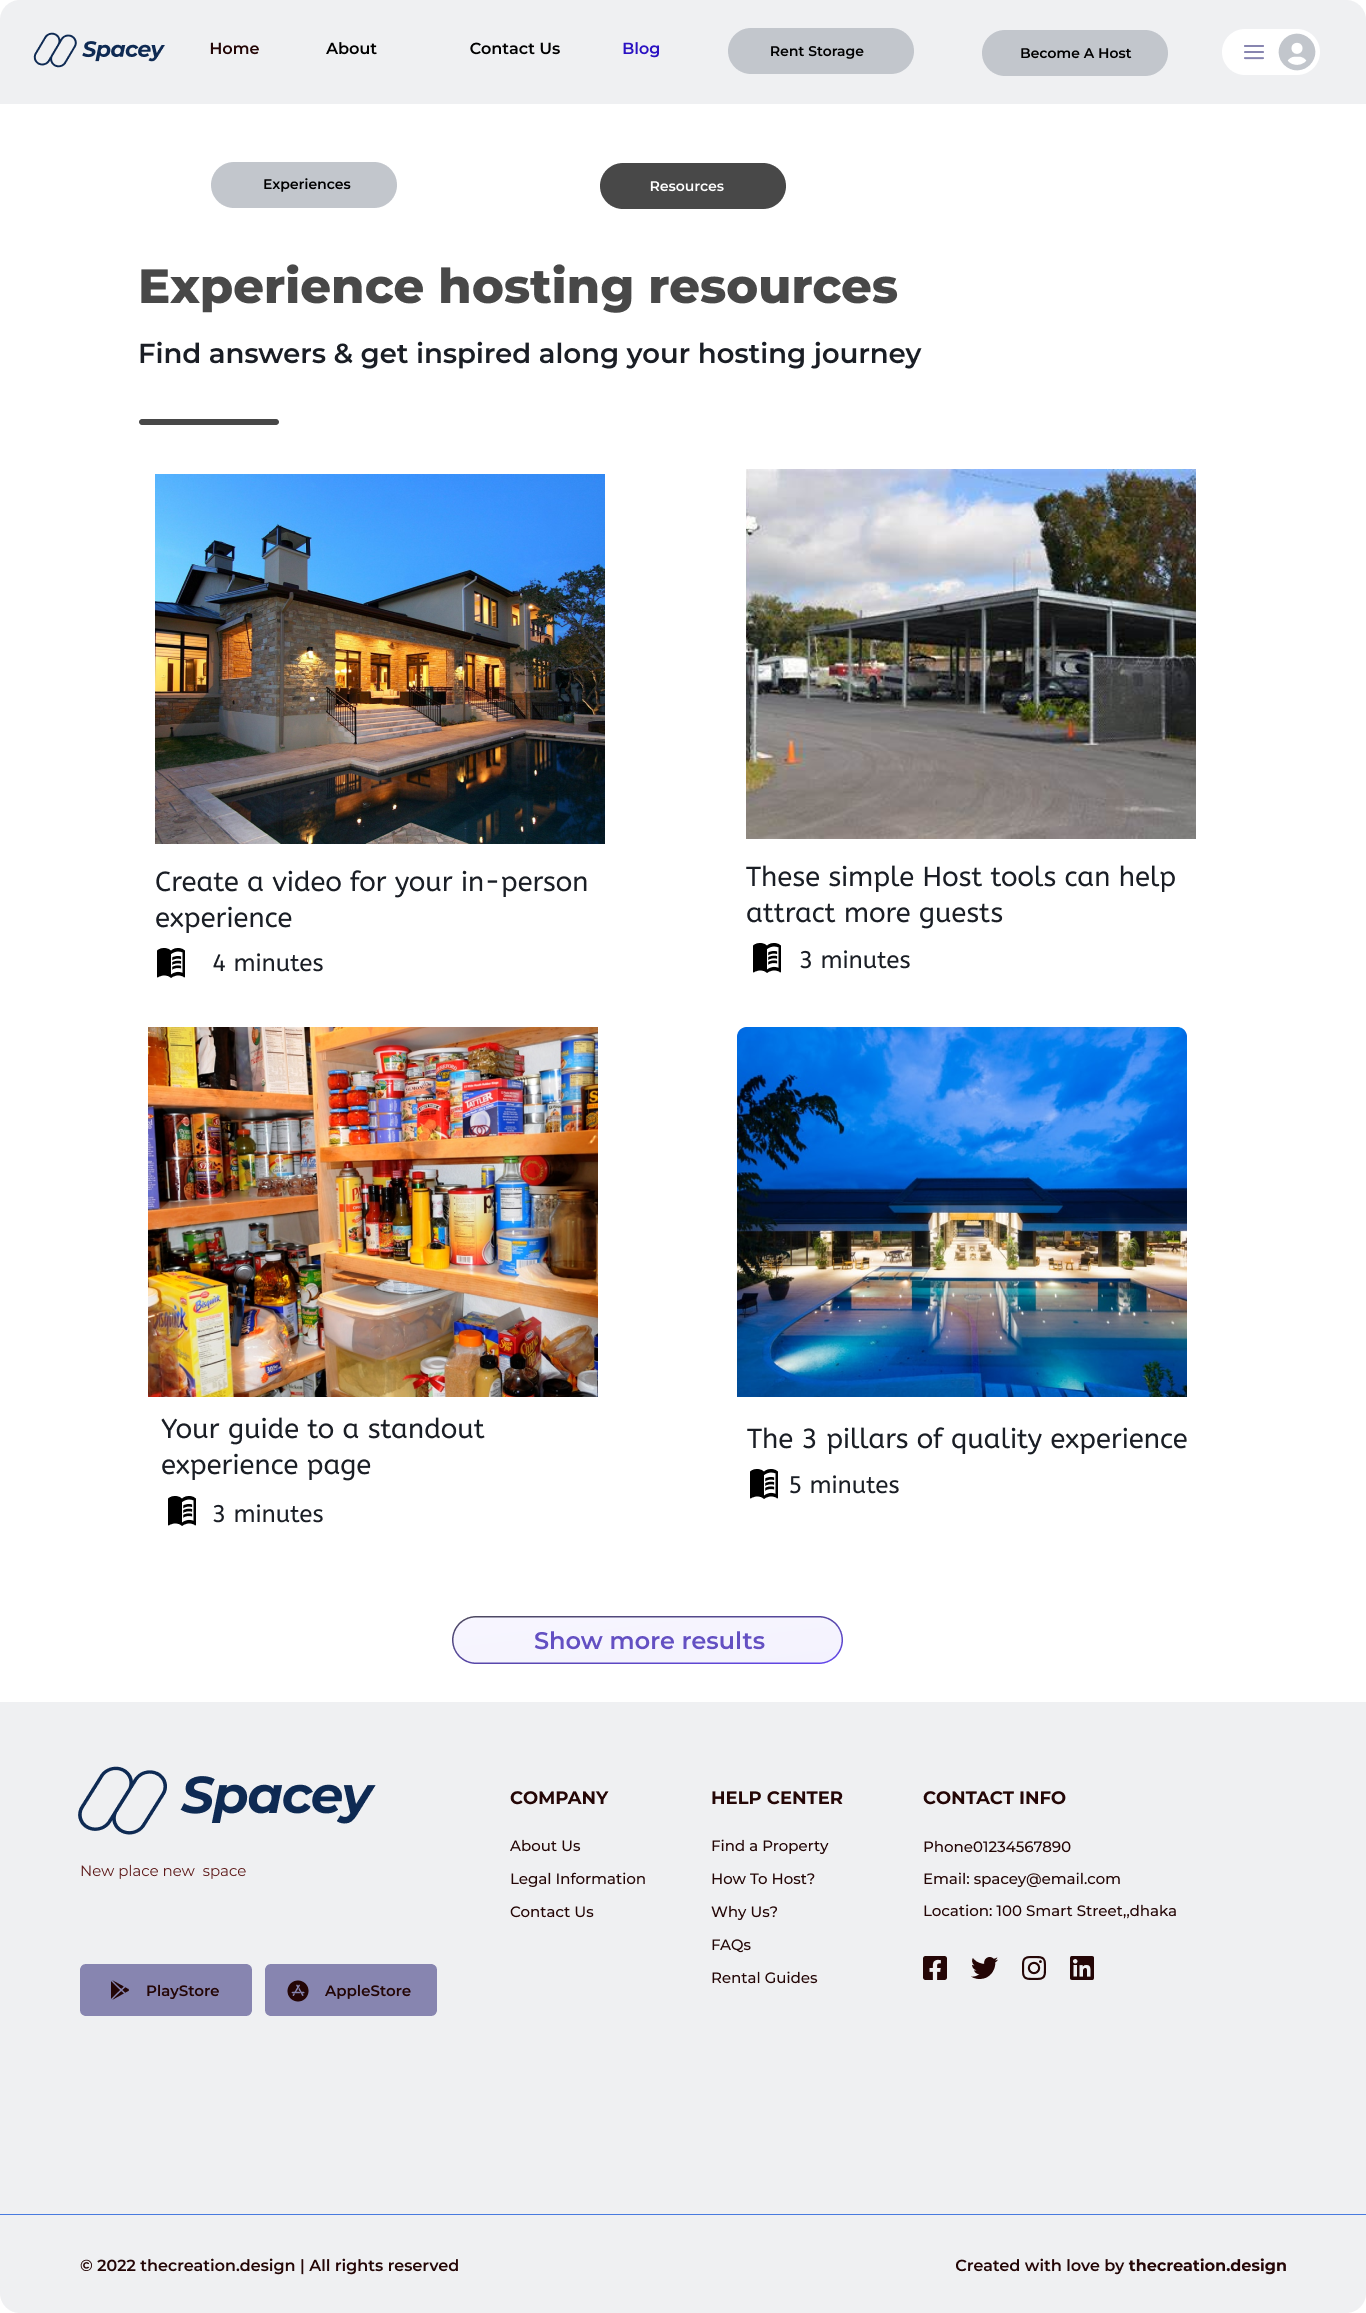 Spacey
Home
About
Contact Us
Blog
Rent Storage
Become A Host
Experiences
Resources
Experience hosting resources
Find answers & get inspired along your hosting journey
Create a video for your in-person
experience
4 minutes
These simple Host tools can help
attract more guests
3 minutes
TATTLER
Bisquick
Your guide to a standout
experience page
3 minutes
The 3 pillars of quality experience
5 minutes
Show more results
Spacey
New place new  space
PlayStore
AppleStore
COMPANY
About Us
Legal Information
Contact Us
HELP CENTER
Find a Property
How To Host?
Why Us?
FAQs
Rental Guides
CONTACT INFO
Phone01234567890
Email: spacey@email.com
Location: 100 Smart Street,,dhaka
© 2022 thecreation.design | All rights reserved
Created with love by thecreation.design